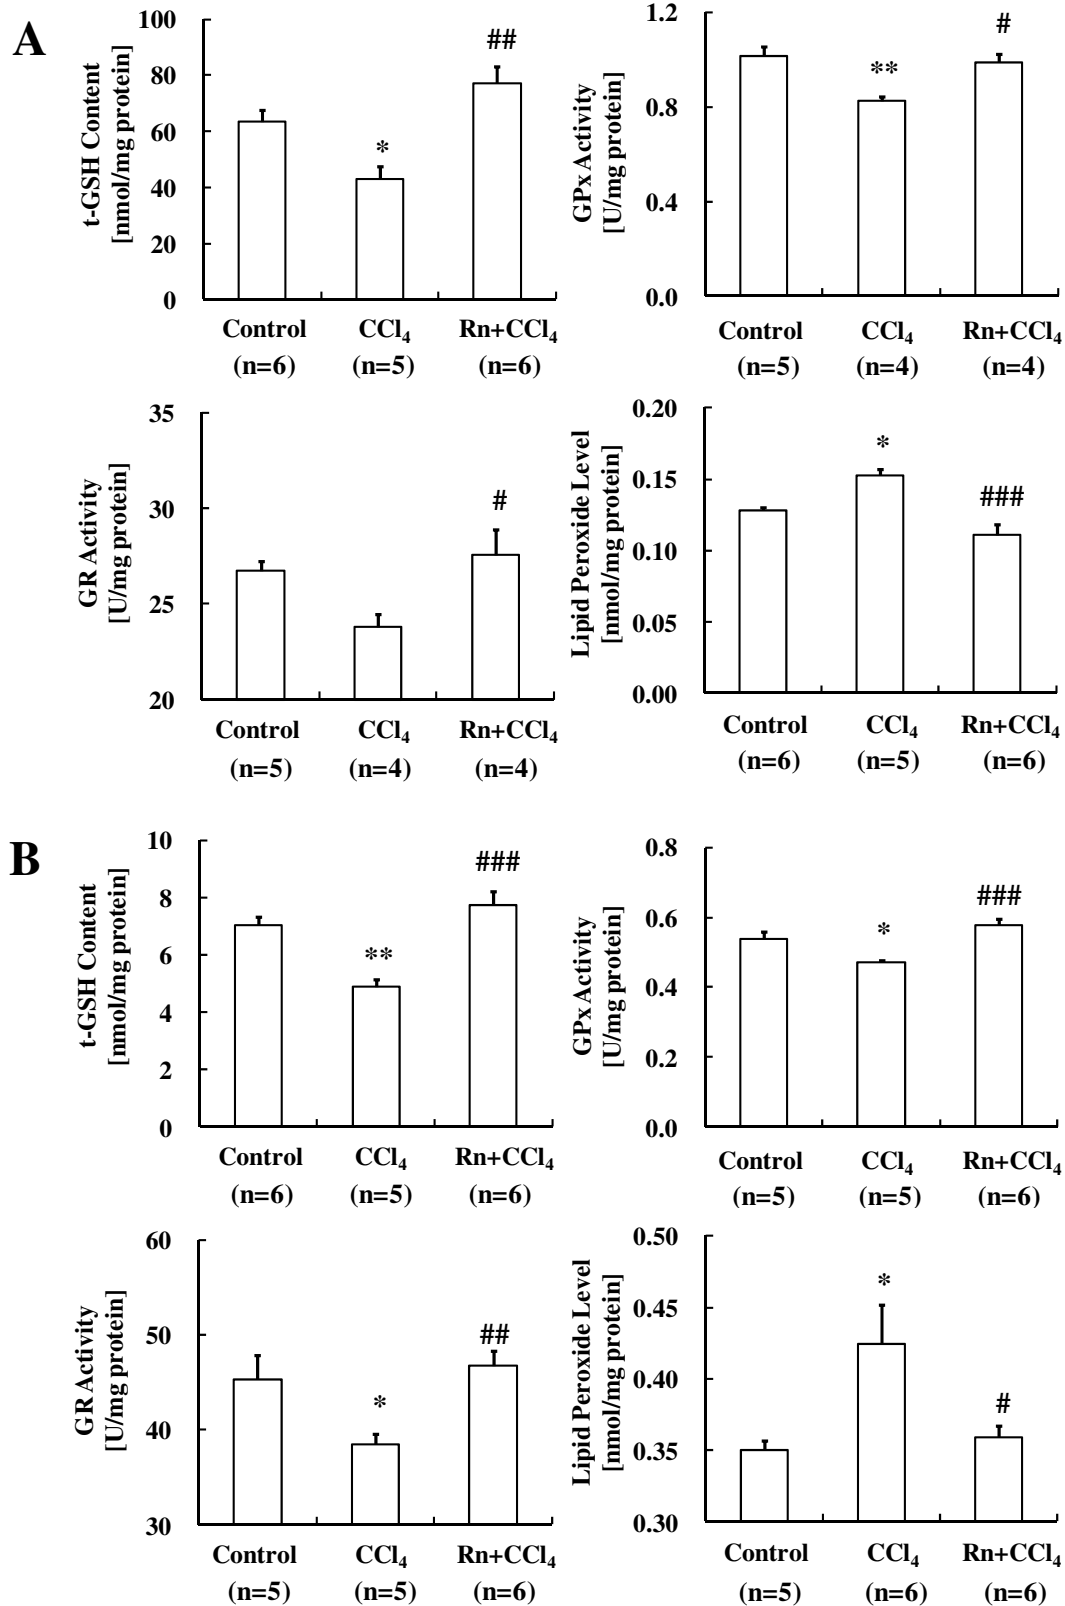 A
t-GSH Content
[nmol/mg protein]
100
80
60
40
20
0
*
##
Control
CCl₄
Rn+CCl₄
(n=6)
(n=5)
(n=6)
GPx Activity
[U/mg protein]
1.2
0.8
0.4
0.0
**
#
Control
CCl₄
Rn+CCl₄
(n=5)
(n=4)
(n=4)
GR Activity
[U/mg protein]
35
30
25
20
#
Control
CCl₄
Rn+CCl₄
(n=5)
(n=4)
(n=4)
Lipid Peroxide Level
[nmol/mg protein]
0.20
0.15
0.10
0.05
0.00
*
###
Control
CCl₄
Rn+CCl₄
(n=6)
(n=5)
(n=6)
B
t-GSH Content
[nmol/mg protein]
10
8
6
4
2
0
**
###
Control
CCl₄
Rn+CCl₄
(n=6)
(n=5)
(n=6)
GPx Activity
[U/mg protein]
0.8
0.6
0.4
0.2
0.0
*
###
Control
CCl₄
Rn+CCl₄
(n=5)
(n=5)
(n=6)
GR Activity
[U/mg protein]
60
50
40
30
*
##
Control
CCl₄
Rn+CCl₄
(n=5)
(n=5)
(n=6)
Lipid Peroxide Level
[nmol/mg protein]
0.50
0.45
0.40
0.35
0.30
*
#
Control
CCl₄
Rn+CCl₄
(n=5)
(n=6)
(n=6)